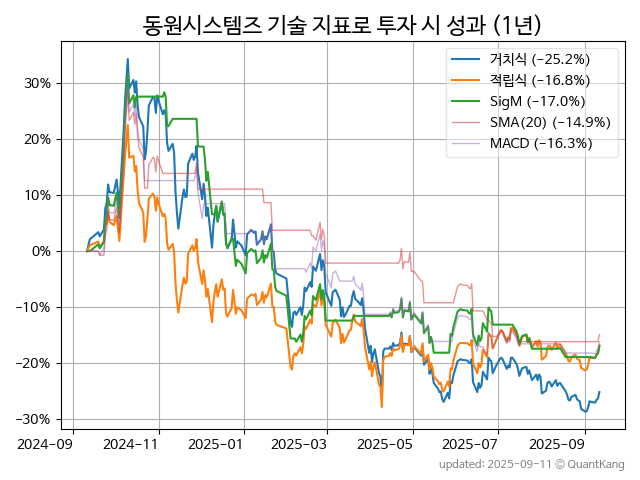 동원시스템즈 기술 지표로 투자 시 성과 (1년)
거치식 (−25.2%)
적립식 (−16.8%)
SigM (−17.0%)
SMA(20) (−14.9%)
MACD (−16.3%)
30%
20%
10%
0%
−10%
−20%
−30%
2024-09 2024-11 2025-01 2025-03 2025-05 2025-07 2025-09
updated: 2025-09-11 © QuantKang